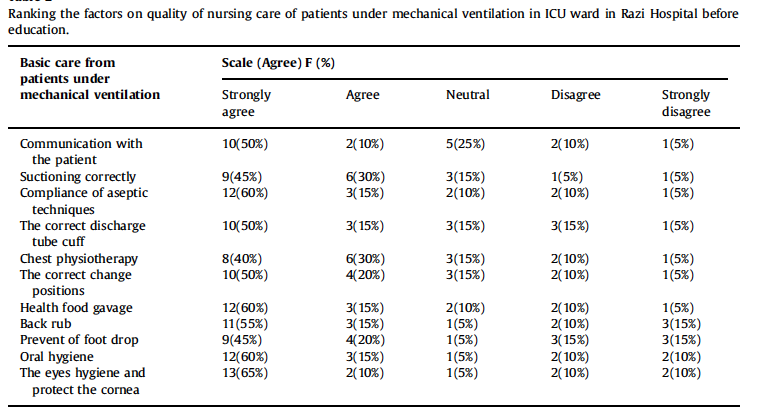 Ranking the factors on quality of nursing care of patients under mechanical ventilation in ICU ward in Razi Hospital before
education.
Basic care from patients under mechanical ventilation Scale (Agree) F (%)
Strongly agree Agree Neutral Disagree Strongly disagree
Communication with the patient 10(50%) 2(10%) 5(25%) 2(10%) 1(5%)
Suctioning correctly 9(45%) 6(30%) 3(15%) 1(5%) 1(5%)
Compliance of aseptic techniques 12(60%) 3(15%) 2(10%) 2(10%) 1(5%)
The correct discharge tube cuff 10(50%) 3(15%) 3(15%) 3(15%) 1(5%)
Chest physiotherapy 8(40%) 6(30%) 3(15%) 2(10%) 1(5%)
The correct change positions 10(50%) 4(20%) 3(15%) 2(10%) 1(5%)
Health food gavage 12(60%) 3(15%) 2(10%) 2(10%) 1(5%)
Back rub 11(55%) 3(15%) 1(5%) 2(10%) 3(15%)
Prevent of foot drop 9(45%) 4(20%) 1(5%) 3(15%) 3(15%)
Oral hygiene 12(60%) 3(15%) 1(5%) 2(10%) 2(10%)
The eyes hygiene and protect the cornea 13(65%) 2(10%) 1(5%) 2(10%) 2(10%)